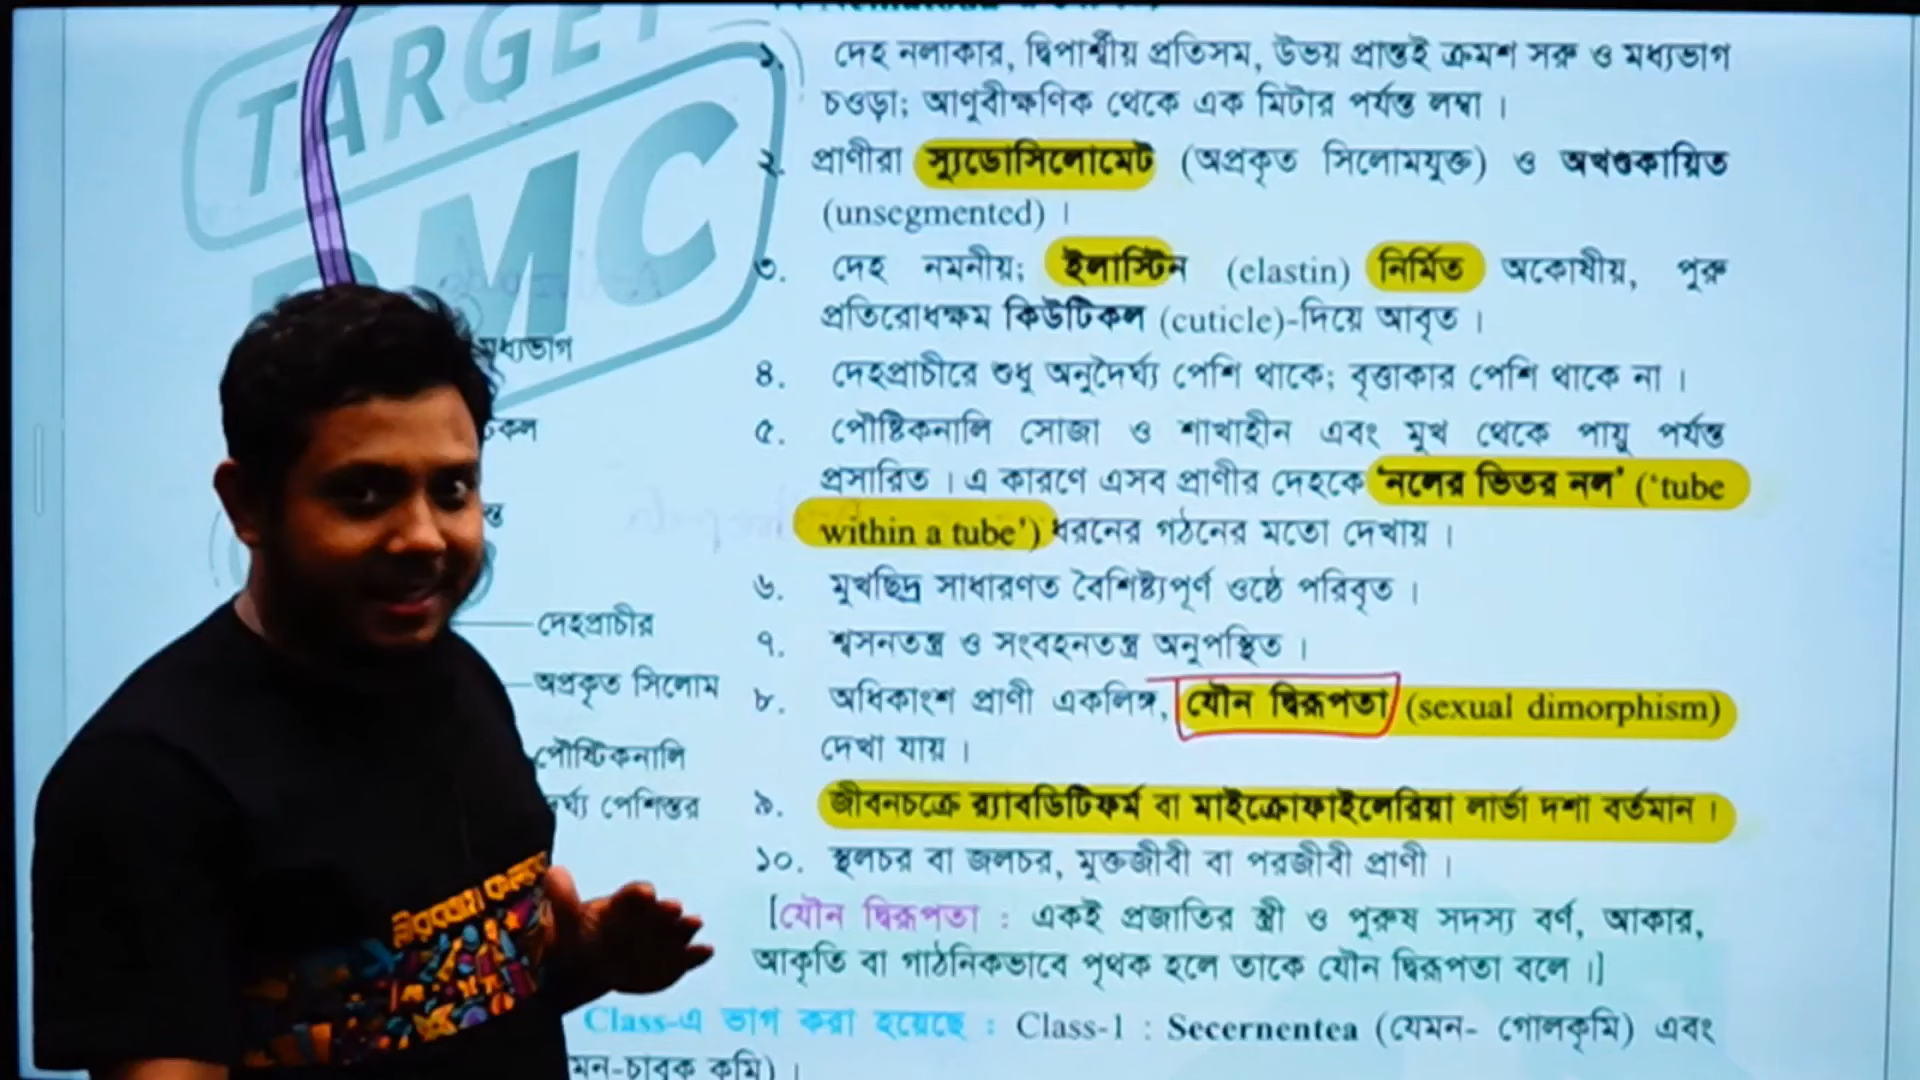 TARGET
DMC
১. দেহ নলাকার, দ্বিপার্শ্বীয় প্রতিসম, উভয় প্রান্তই ক্রমশ সরু ও মধ্যভাগ
চওড়া; আণুবীক্ষণিক থেকে এক মিটার পর্যন্ত লম্বা ।
২. প্রাণীরা স্যুডোসিলোমেট (অপ্রকৃত সিলোমযুক্ত) ও অখণ্ডকায়িত
(unsegmented) ।
৩. দেহ নমনীয়; ইলাস্টিন (elastin) নির্মিত অকোষীয়, পুরু
প্রতিরোধক্ষম কিউটিকল (cuticle)-দিয়ে আবৃত ।
মধ্যভাগ
৪. দেহপ্রাচীরে শুধু অনুদৈর্ঘ্য পেশি থাকে; বৃত্তাকার পেশি থাকে না ।
৫. পৌষ্টিকনালি সোজা ও শাখাহীন এবং মুখ থেকে পায়ু পর্যন্ত
প্রসারিত । এ কারণে এসব প্রাণীর দেহকে ‘নলের ভিতর নল’ (‘tube
within a tube’) ধরনের গঠনের মতো দেখায় ।
৬. মুখছিদ্র সাধারণত বৈশিষ্ট্যপূর্ণ ওষ্ঠে পরিবৃত ।
দেহপ্রাচীর
৭. শ্বসনতন্ত্র ও সংবহনতন্ত্র অনুপস্থিত ।
অপ্রকৃত সিলোম
৮. অধিকাংশ প্রাণী একলিঙ্গ, যৌন দ্বিরূপতা (sexual dimorphism)
দেখা যায় ।
পৌষ্টিকনালি
র্ঘ্য পেশিস্তর
৯. জীবনচক্রে র‍্যাবডিটিফর্ম বা মাইক্রোফাইলেরিয়া লার্ভা দশা বর্তমান ।
১০. স্থলচর বা জলচর, মুক্তজীবী বা পরজীবী প্রাণী ।
[যৌন দ্বিরূপতা : একই প্রজাতির স্ত্রী ও পুরুষ সদস্য বর্ণ, আকার,
আকৃতি বা গাঠনিকভাবে পৃথক হলে তাকে যৌন দ্বিরূপতা বলে ।]
Class-এ ভাগ করা হয়েছে : Class-1 : Secernentea (যেমন- গোলকৃমি) এবং
মন-চাবুক কৃমি) ।